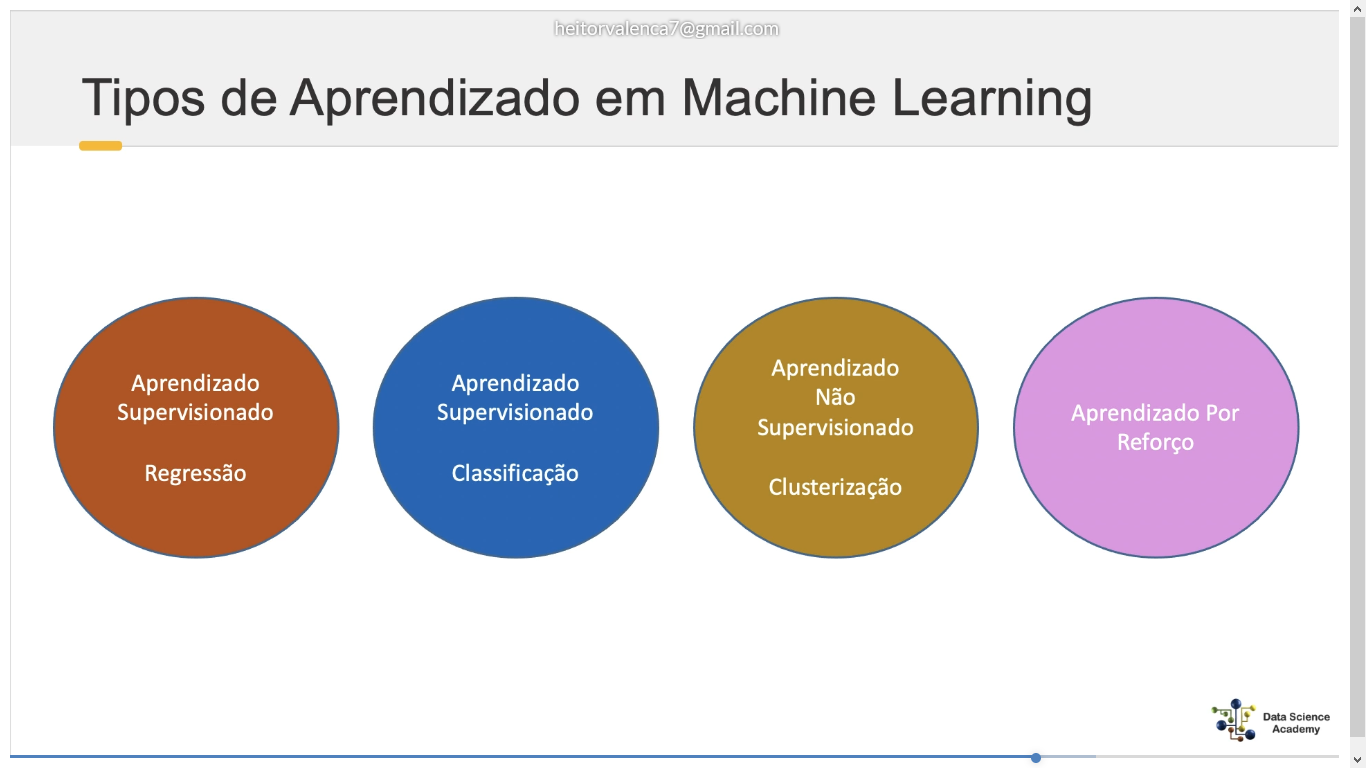 heitorvalenca7@gmail.com
Tipos de Aprendizado em Machine Learning
Aprendizado
Supervisionado
Regressão
Aprendizado
Supervisionado
Classificação
Aprendizado
Não
Supervisionado
Clusterização
Aprendizado Por
Reforço
Data Science
Academy